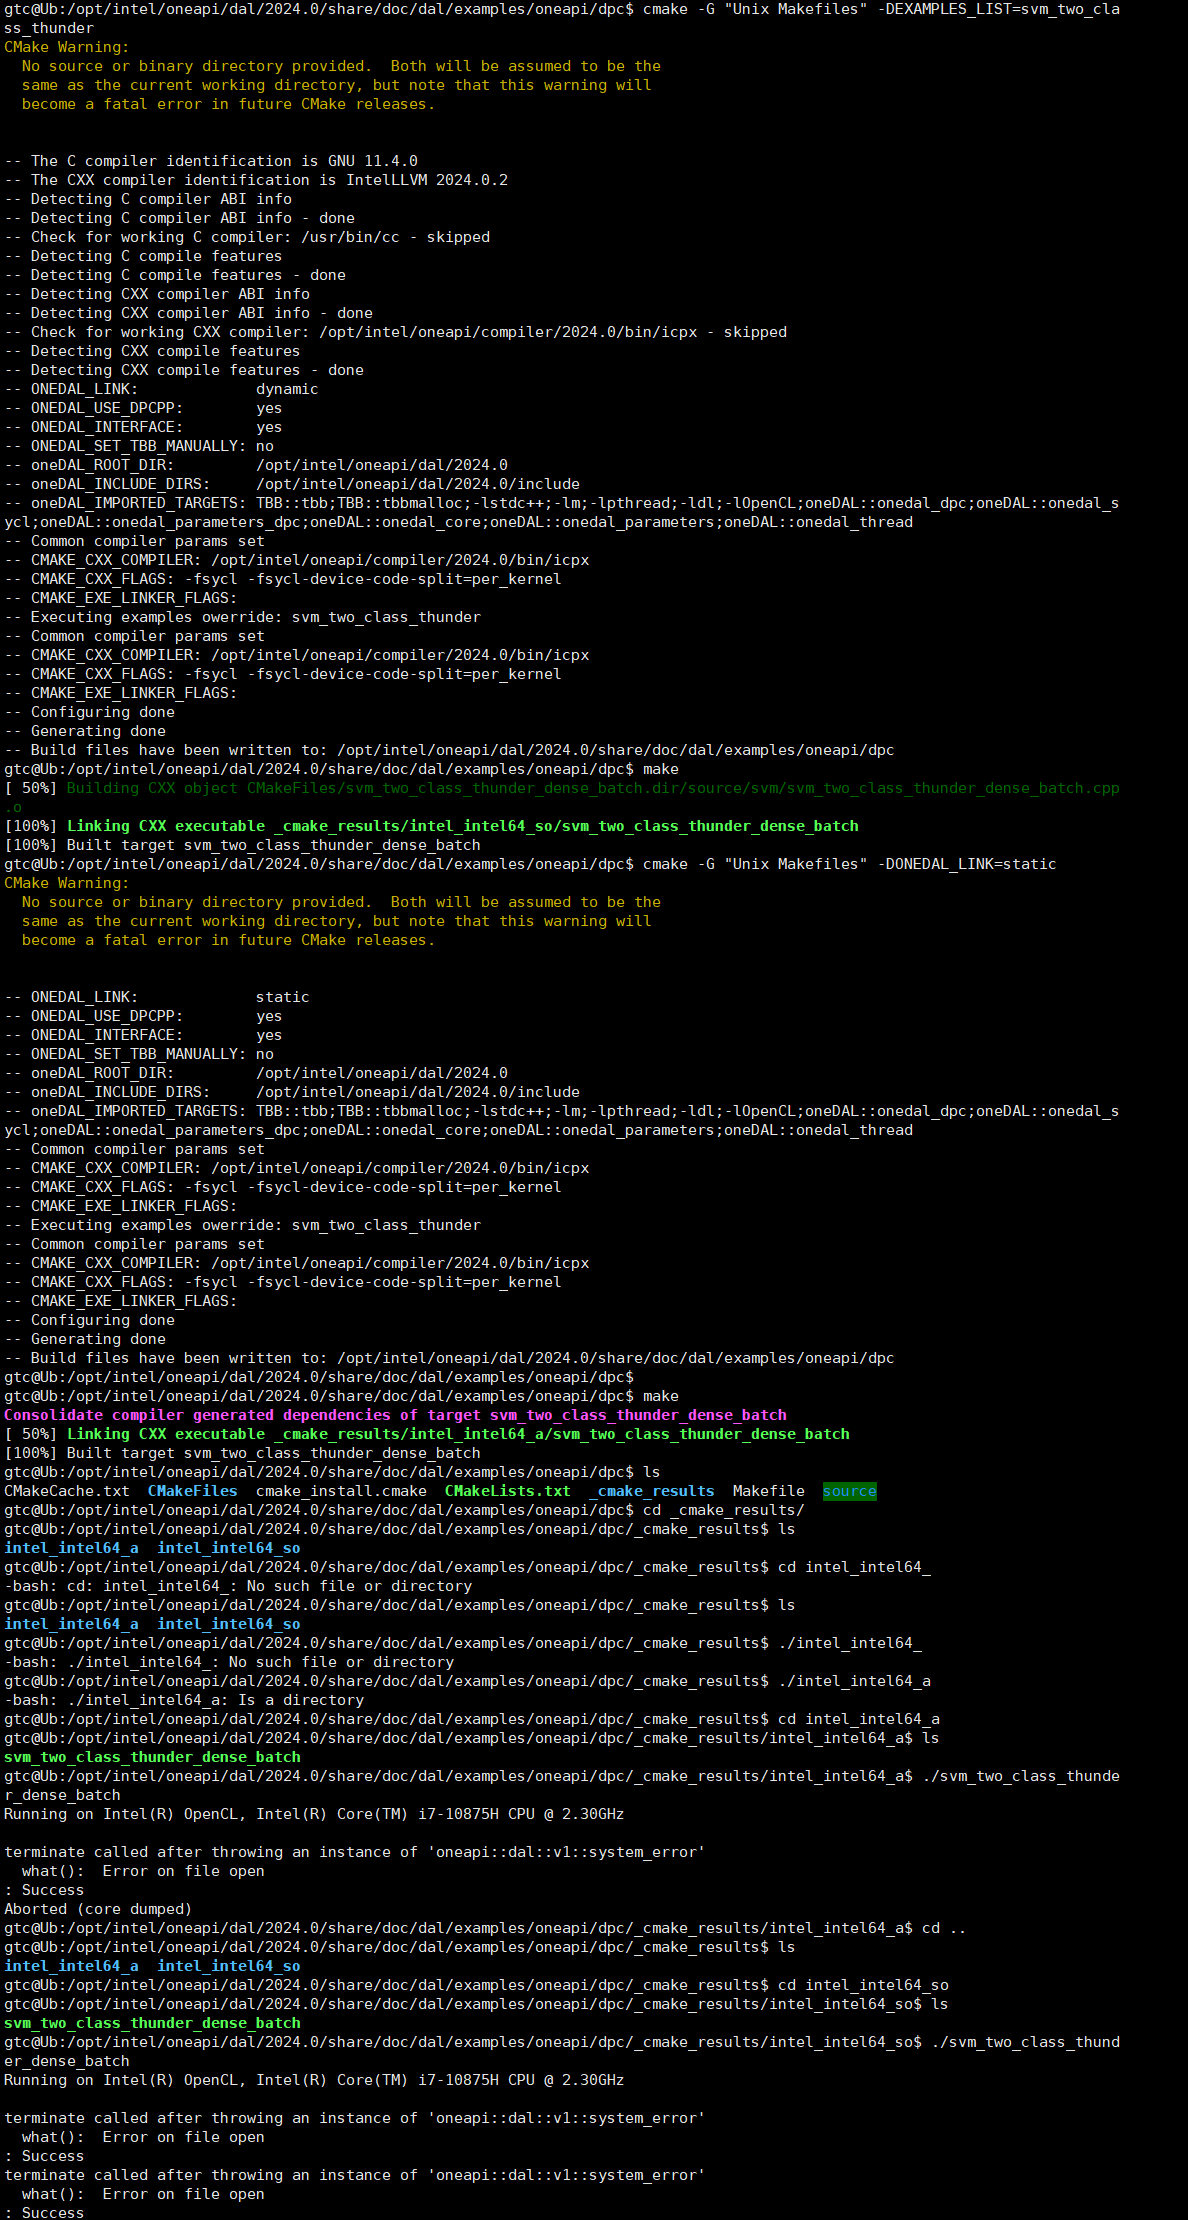 gtc@Ub:/opt/intel/oneapi/dal/2024.0/share/doc/dal/examples/oneapi/dpc$ cmake -G "Unix Makefiles" -DEXAMPLES_LIST=svm_two_cla
ss_thunder
CMake Warning:
  No source or binary directory provided.  Both will be assumed to be the
  same as the current working directory, but note that this warning will
  become a fatal error in future CMake releases.
-- The C compiler identification is GNU 11.4.0
-- The CXX compiler identification is IntelLLVM 2024.0.2
-- Detecting C compiler ABI info
-- Detecting C compiler ABI info - done
-- Check for working C compiler: /usr/bin/cc - skipped
-- Detecting C compile features
-- Detecting C compile features - done
-- Detecting CXX compiler ABI info
-- Detecting CXX compiler ABI info - done
-- Check for working CXX compiler: /opt/intel/oneapi/compiler/2024.0/bin/icpx - skipped
-- Detecting CXX compile features
-- Detecting CXX compile features - done
-- ONEDAL_LINK:             dynamic
-- ONEDAL_USE_DPCPP:        yes
-- ONEDAL_INTERFACE:        yes
-- ONEDAL_SET_TBB_MANUALLY: no
-- oneDAL_ROOT_DIR:         /opt/intel/oneapi/dal/2024.0
-- oneDAL_INCLUDE_DIRS:     /opt/intel/oneapi/dal/2024.0/include
-- oneDAL_IMPORTED_TARGETS: TBB::tbb;TBB::tbbmalloc;-lstdc++;-lm;-lpthread;-ldl;-lOpenCL;oneDAL::onedal_dpc;oneDAL::onedal_s
ycl;oneDAL::onedal_parameters_dpc;oneDAL::onedal_core;oneDAL::onedal_parameters;oneDAL::onedal_thread
-- Common compiler params set
-- CMAKE_CXX_COMPILER: /opt/intel/oneapi/compiler/2024.0/bin/icpx
-- CMAKE_CXX_FLAGS: -fsycl -fsycl-device-code-split=per_kernel
-- CMAKE_EXE_LINKER_FLAGS:
-- Executing examples owerride: svm_two_class_thunder
-- Common compiler params set
-- CMAKE_CXX_COMPILER: /opt/intel/oneapi/compiler/2024.0/bin/icpx
-- CMAKE_CXX_FLAGS: -fsycl -fsycl-device-code-split=per_kernel
-- CMAKE_EXE_LINKER_FLAGS:
-- Configuring done
-- Generating done
-- Build files have been written to: /opt/intel/oneapi/dal/2024.0/share/doc/dal/examples/oneapi/dpc
gtc@Ub:/opt/intel/oneapi/dal/2024.0/share/doc/dal/examples/oneapi/dpc$ make
[ 50%] Building CXX object CMakeFiles/svm_two_class_thunder_dense_batch.dir/source/svm/svm_two_class_thunder_dense_batch.cpp
.o
[100%] Linking CXX executable _cmake_results/intel_intel64_so/svm_two_class_thunder_dense_batch
[100%] Built target svm_two_class_thunder_dense_batch
gtc@Ub:/opt/intel/oneapi/dal/2024.0/share/doc/dal/examples/oneapi/dpc$ cmake -G "Unix Makefiles" -DONEDAL_LINK=static
CMake Warning:
  No source or binary directory provided.  Both will be assumed to be the
  same as the current working directory, but note that this warning will
  become a fatal error in future CMake releases.
-- ONEDAL_LINK:             static
-- ONEDAL_USE_DPCPP:        yes
-- ONEDAL_INTERFACE:        yes
-- ONEDAL_SET_TBB_MANUALLY: no
-- oneDAL_ROOT_DIR:         /opt/intel/oneapi/dal/2024.0
-- oneDAL_INCLUDE_DIRS:     /opt/intel/oneapi/dal/2024.0/include
-- oneDAL_IMPORTED_TARGETS: TBB::tbb;TBB::tbbmalloc;-lstdc++;-lm;-lpthread;-ldl;-lOpenCL;oneDAL::onedal_dpc;oneDAL::onedal_s
ycl;oneDAL::onedal_parameters_dpc;oneDAL::onedal_core;oneDAL::onedal_parameters;oneDAL::onedal_thread
-- Common compiler params set
-- CMAKE_CXX_COMPILER: /opt/intel/oneapi/compiler/2024.0/bin/icpx
-- CMAKE_CXX_FLAGS: -fsycl -fsycl-device-code-split=per_kernel
-- CMAKE_EXE_LINKER_FLAGS:
-- Executing examples owerride: svm_two_class_thunder
-- Common compiler params set
-- CMAKE_CXX_COMPILER: /opt/intel/oneapi/compiler/2024.0/bin/icpx
-- CMAKE_CXX_FLAGS: -fsycl -fsycl-device-code-split=per_kernel
-- CMAKE_EXE_LINKER_FLAGS:
-- Configuring done
-- Generating done
-- Build files have been written to: /opt/intel/oneapi/dal/2024.0/share/doc/dal/examples/oneapi/dpc
gtc@Ub:/opt/intel/oneapi/dal/2024.0/share/doc/dal/examples/oneapi/dpc$
gtc@Ub:/opt/intel/oneapi/dal/2024.0/share/doc/dal/examples/oneapi/dpc$ make
Consolidate compiler generated dependencies of target svm_two_class_thunder_dense_batch
[ 50%] Linking CXX executable _cmake_results/intel_intel64_a/svm_two_class_thunder_dense_batch
[100%] Built target svm_two_class_thunder_dense_batch
gtc@Ub:/opt/intel/oneapi/dal/2024.0/share/doc/dal/examples/oneapi/dpc$ ls
CMakeCache.txt  CMakeFiles  cmake_install.cmake  CMakeLists.txt  _cmake_results  Makefile  source
gtc@Ub:/opt/intel/oneapi/dal/2024.0/share/doc/dal/examples/oneapi/dpc$ cd _cmake_results/
gtc@Ub:/opt/intel/oneapi/dal/2024.0/share/doc/dal/examples/oneapi/dpc/_cmake_results$ ls
intel_intel64_a  intel_intel64_so
gtc@Ub:/opt/intel/oneapi/dal/2024.0/share/doc/dal/examples/oneapi/dpc/_cmake_results$ cd intel_intel64_
-bash: cd: intel_intel64_: No such file or directory
gtc@Ub:/opt/intel/oneapi/dal/2024.0/share/doc/dal/examples/oneapi/dpc/_cmake_results$ ls
intel_intel64_a  intel_intel64_so
gtc@Ub:/opt/intel/oneapi/dal/2024.0/share/doc/dal/examples/oneapi/dpc/_cmake_results$ ./intel_intel64_
-bash: ./intel_intel64_: No such file or directory
gtc@Ub:/opt/intel/oneapi/dal/2024.0/share/doc/dal/examples/oneapi/dpc/_cmake_results$ ./intel_intel64_a
-bash: ./intel_intel64_a: Is a directory
gtc@Ub:/opt/intel/oneapi/dal/2024.0/share/doc/dal/examples/oneapi/dpc/_cmake_results$ cd intel_intel64_a
gtc@Ub:/opt/intel/oneapi/dal/2024.0/share/doc/dal/examples/oneapi/dpc/_cmake_results/intel_intel64_a$ ls
svm_two_class_thunder_dense_batch
gtc@Ub:/opt/intel/oneapi/dal/2024.0/share/doc/dal/examples/oneapi/dpc/_cmake_results/intel_intel64_a$ ./svm_two_class_thunde
r_dense_batch
Running on Intel(R) OpenCL, Intel(R) Core(TM) i7-10875H CPU @ 2.30GHz
terminate called after throwing an instance of 'oneapi::dal::v1::system_error'
  what():  Error on file open
: Success
Aborted (core dumped)
gtc@Ub:/opt/intel/oneapi/dal/2024.0/share/doc/dal/examples/oneapi/dpc/_cmake_results/intel_intel64_a$ cd ..
gtc@Ub:/opt/intel/oneapi/dal/2024.0/share/doc/dal/examples/oneapi/dpc/_cmake_results$ ls
intel_intel64_a  intel_intel64_so
gtc@Ub:/opt/intel/oneapi/dal/2024.0/share/doc/dal/examples/oneapi/dpc/_cmake_results$ cd intel_intel64_so
gtc@Ub:/opt/intel/oneapi/dal/2024.0/share/doc/dal/examples/oneapi/dpc/_cmake_results/intel_intel64_so$ ls
svm_two_class_thunder_dense_batch
gtc@Ub:/opt/intel/oneapi/dal/2024.0/share/doc/dal/examples/oneapi/dpc/_cmake_results/intel_intel64_so$ ./svm_two_class_thund
er_dense_batch
Running on Intel(R) OpenCL, Intel(R) Core(TM) i7-10875H CPU @ 2.30GHz
terminate called after throwing an instance of 'oneapi::dal::v1::system_error'
  what():  Error on file open
: Success
terminate called after throwing an instance of 'oneapi::dal::v1::system_error'
  what():  Error on file open
: Success